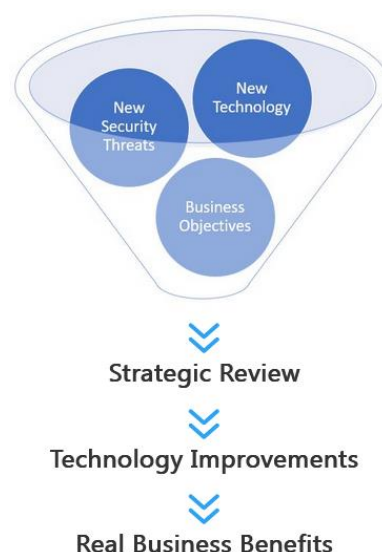 New
Technology
New
Security
Threats
Business
Objectives
Strategic Review
Technology Improvements
Real Business Benefits